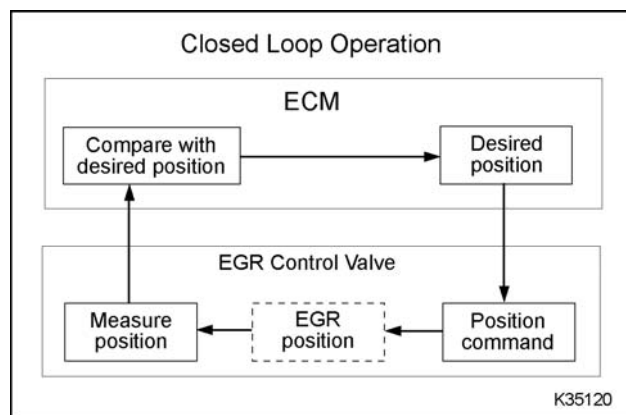 Closed Loop Operation
ECM
Compare with
desired position
Desired
position
EGR Control Valve
Measure
position
EGR
position
Position
command
K35120